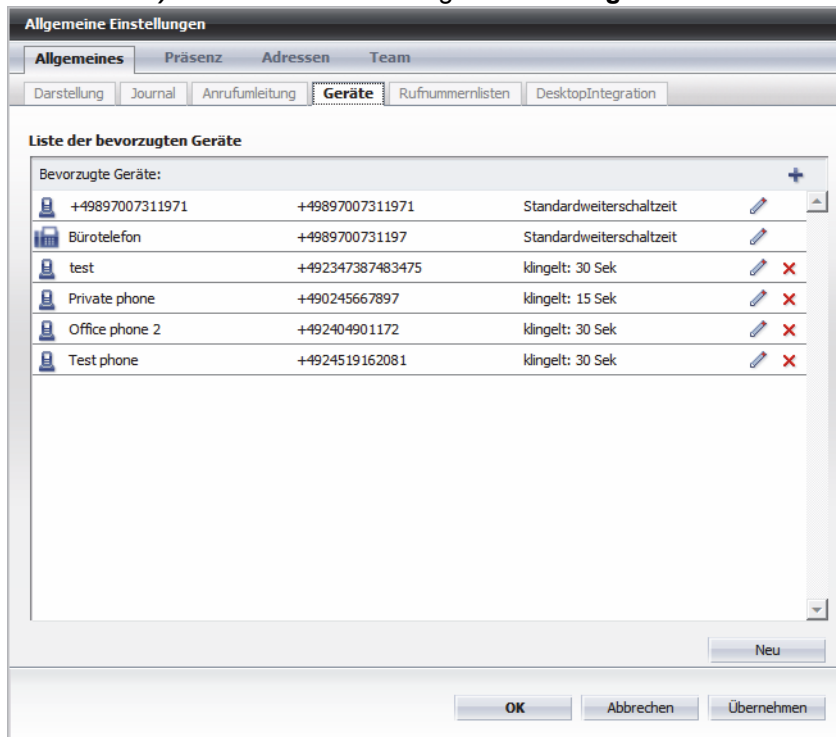 Allgemeine Einstellungen
Allgemeines Präsenz Adressen Team
Darstellung Journal Anrufumleitung Geräte Rufnummernlisten DesktopIntegration
Liste der bevorzugten Geräte
Bevorzugte Geräte:
+49897007311971 +49897007311971 Standardweiterschaltzeit
Bürotelefon +4989700731197 Standardweiterschaltzeit
test +492347387483475 klingelt: 30 Sek
Private phone +490245667897 klingelt: 15 Sek
Office phone 2 +492404901172 klingelt: 30 Sek
Test phone +4924519162081 klingelt: 30 Sek
Neu
OK Abbrechen Übernehmen